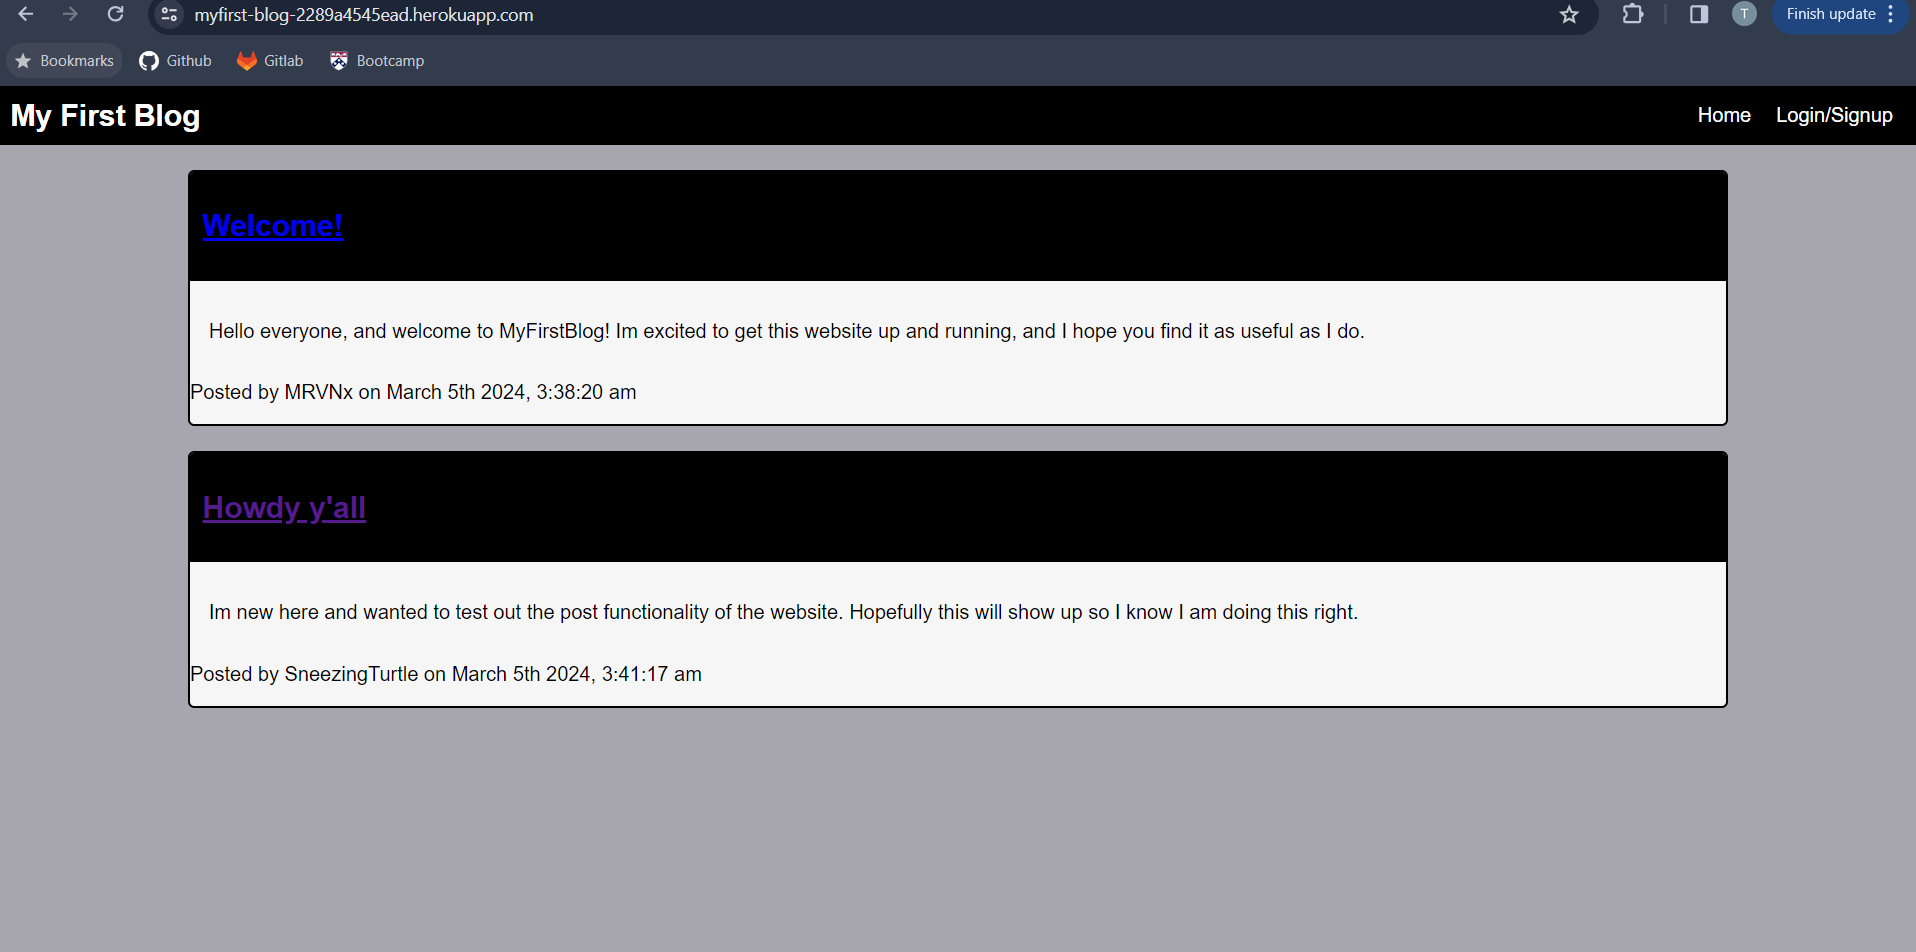 myfirst-blog-2289a4545ead.herokuapp.com
T
Finish update
Bookmarks Github Gitlab Bootcamp
My First Blog
Home Login/Signup
Welcome!
Hello everyone, and welcome to MyFirstBlog! Im excited to get this website up and running, and I hope you find it as useful as I do.
Posted by MRVNx on March 5th 2024, 3:38:20 am
Howdy y'all
Im new here and wanted to test out the post functionality of the website. Hopefully this will show up so I know I am doing this right.
Posted by SneezingTurtle on March 5th 2024, 3:41:17 am